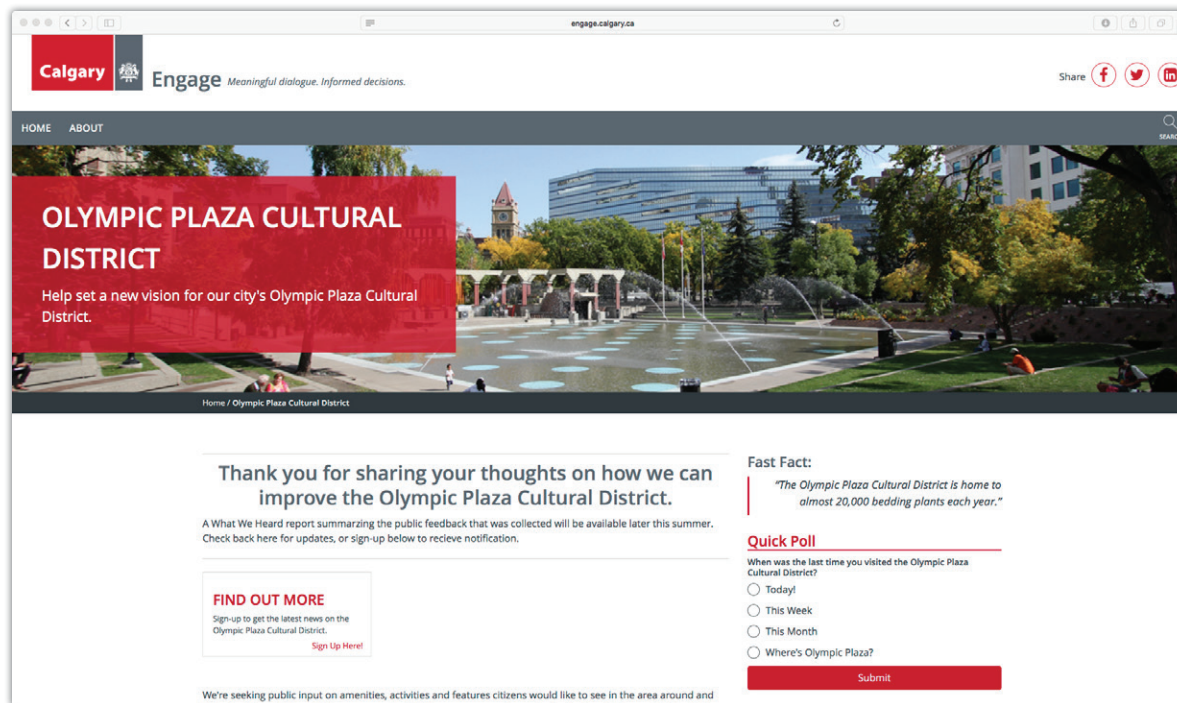 engage.calgary.ca
Calgary
Engage Meaningful dialogue. Informed decisions.
Share
HOME ABOUT
SEARC
OLYMPIC PLAZA CULTURAL
DISTRICT
Help set a new vision for our city's Olympic Plaza Cultural
District.
Home / Olympic Plaza Cultural District
Thank you for sharing your thoughts on how we can
improve the Olympic Plaza Cultural District.
A What We Heard report summarzing the public feedback that was collected will be available later this summer.
Check back here for updates, or sign-up below to recieve notification.
FIND OUT MORE
Sign-up to get the latest news on the
Olympic Plaza Cultural District.
Sign Up Here!
We're seeking public input on amenities, activities and features citizens would like to see in the area around and
Fast Fact:
"The Olympic Plaza Cultural District is home to
almost 20,000 bedding plants each year."
Quick Poll
When was the last time you visited the Olympic Plaza
Cultural District?
Today!
This Week
This Month
Where's Olympic Plaza?
Submit